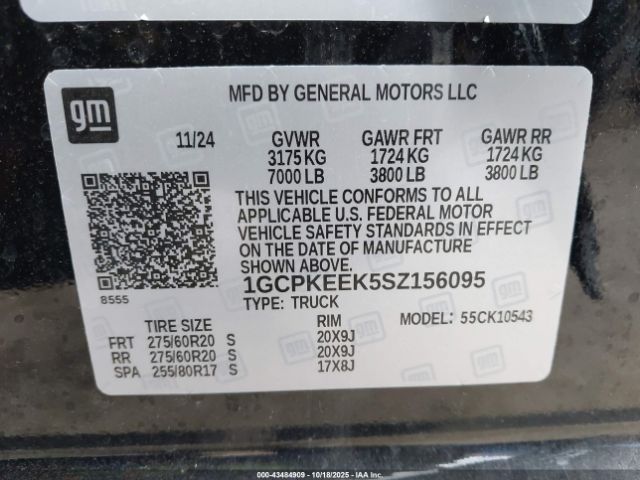 gm
MFD BY GENERAL MOTORS LLC
11/24 GVWR GAWR FRT GAWR RR
3175 KG 1724 KG 1724 KG
7000 LB 3800 LB 3800 LB
THIS VEHICLE CONFORMS TO ALL
APPLICABLE U.S. FEDERAL MOTOR
VEHICLE SAFETY STANDARDS IN EFFECT
ON THE DATE OF MANUFACTURE
SHOWN ABOVE.
8555
1GCPKEEK5SZ156095
TYPE: TRUCK
TIRE SIZE RIM MODEL: 55CK10543
FRT 275/60R20 S 20X9J
RR 275/60R20 S 20X9J
SPA 255/80R17 S 17X8J
000-43484909 | 10/18/2025 | IAAI.COM